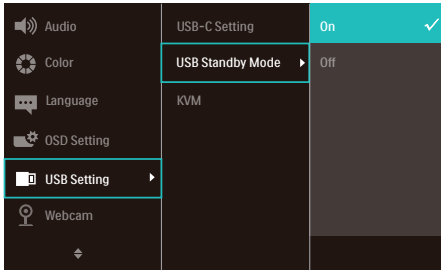 Audio
Color
Language
OSD Setting
USB Setting
Webcam
USB-C Setting
USB Standby Mode
KVM
On
Off